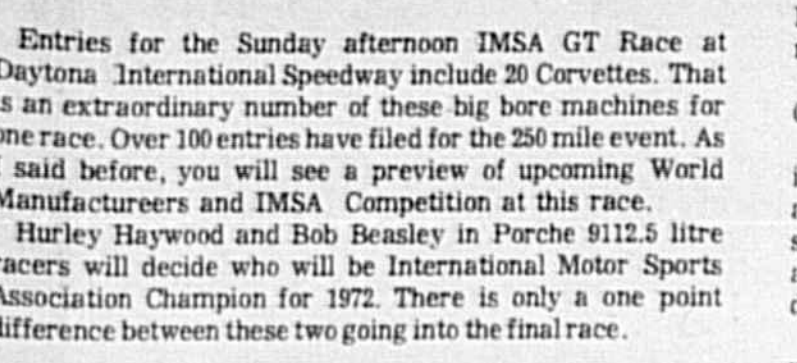 Entries for the Sunday afternoon IMSA GT Race at
Daytona International Speedway include 20 Corvettes. That
s an extraordinary number of these big bore machines for
one race. Over 100 entries have filed for the 250 mile event. As
I said before, you will see a preview of upcoming World
Manufactureers and IMSA Competition at this race.
Hurley Haywood and Bob Beasley in Porche 9112.5 litre
racers will decide who will be International Motor Sports
Association Champion for 1972. There is only a one point
difference between these two going into the final race.